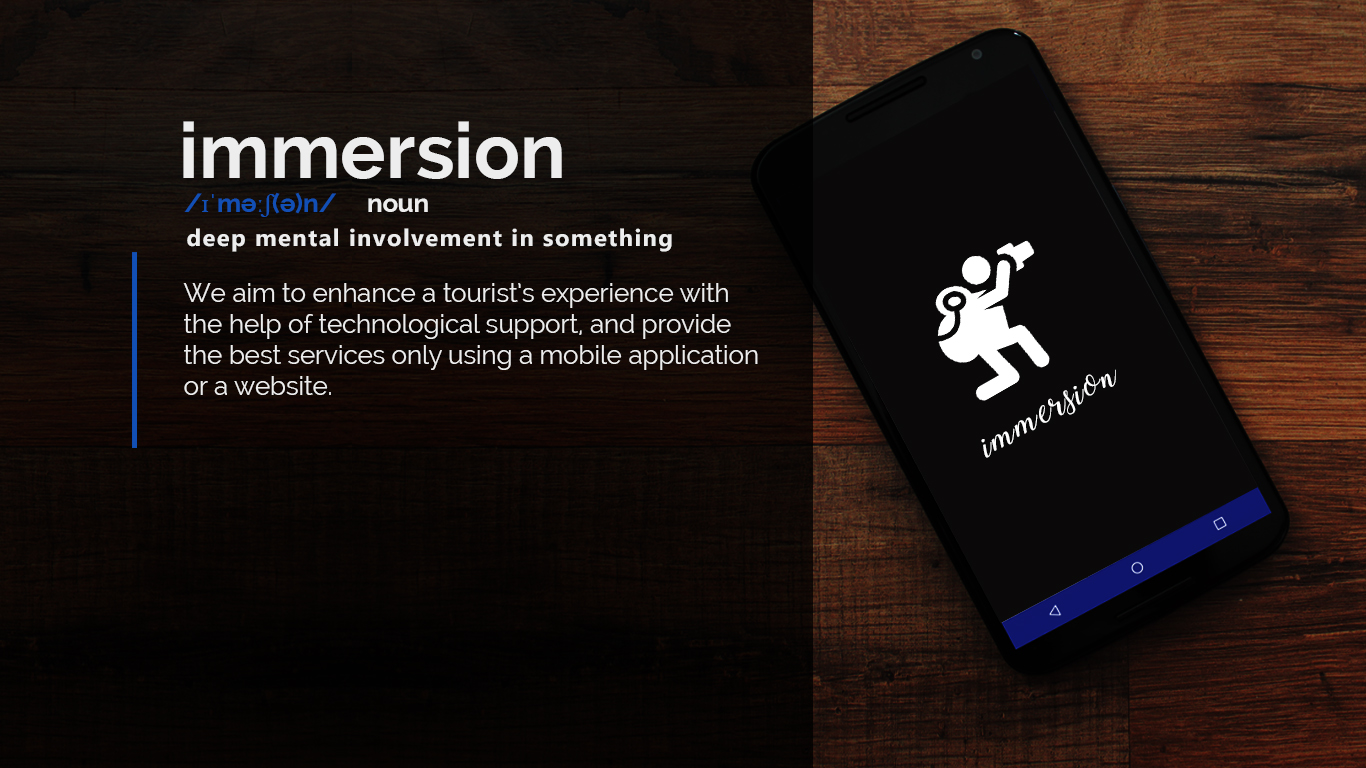 immersion
/ɪˈməːʃ(ə)n/ noun
deep mental involvement in something
We aim to enhance a tourist's experience with
the help of technological support, and provide
the best services only using a mobile application
or a website.
immersion